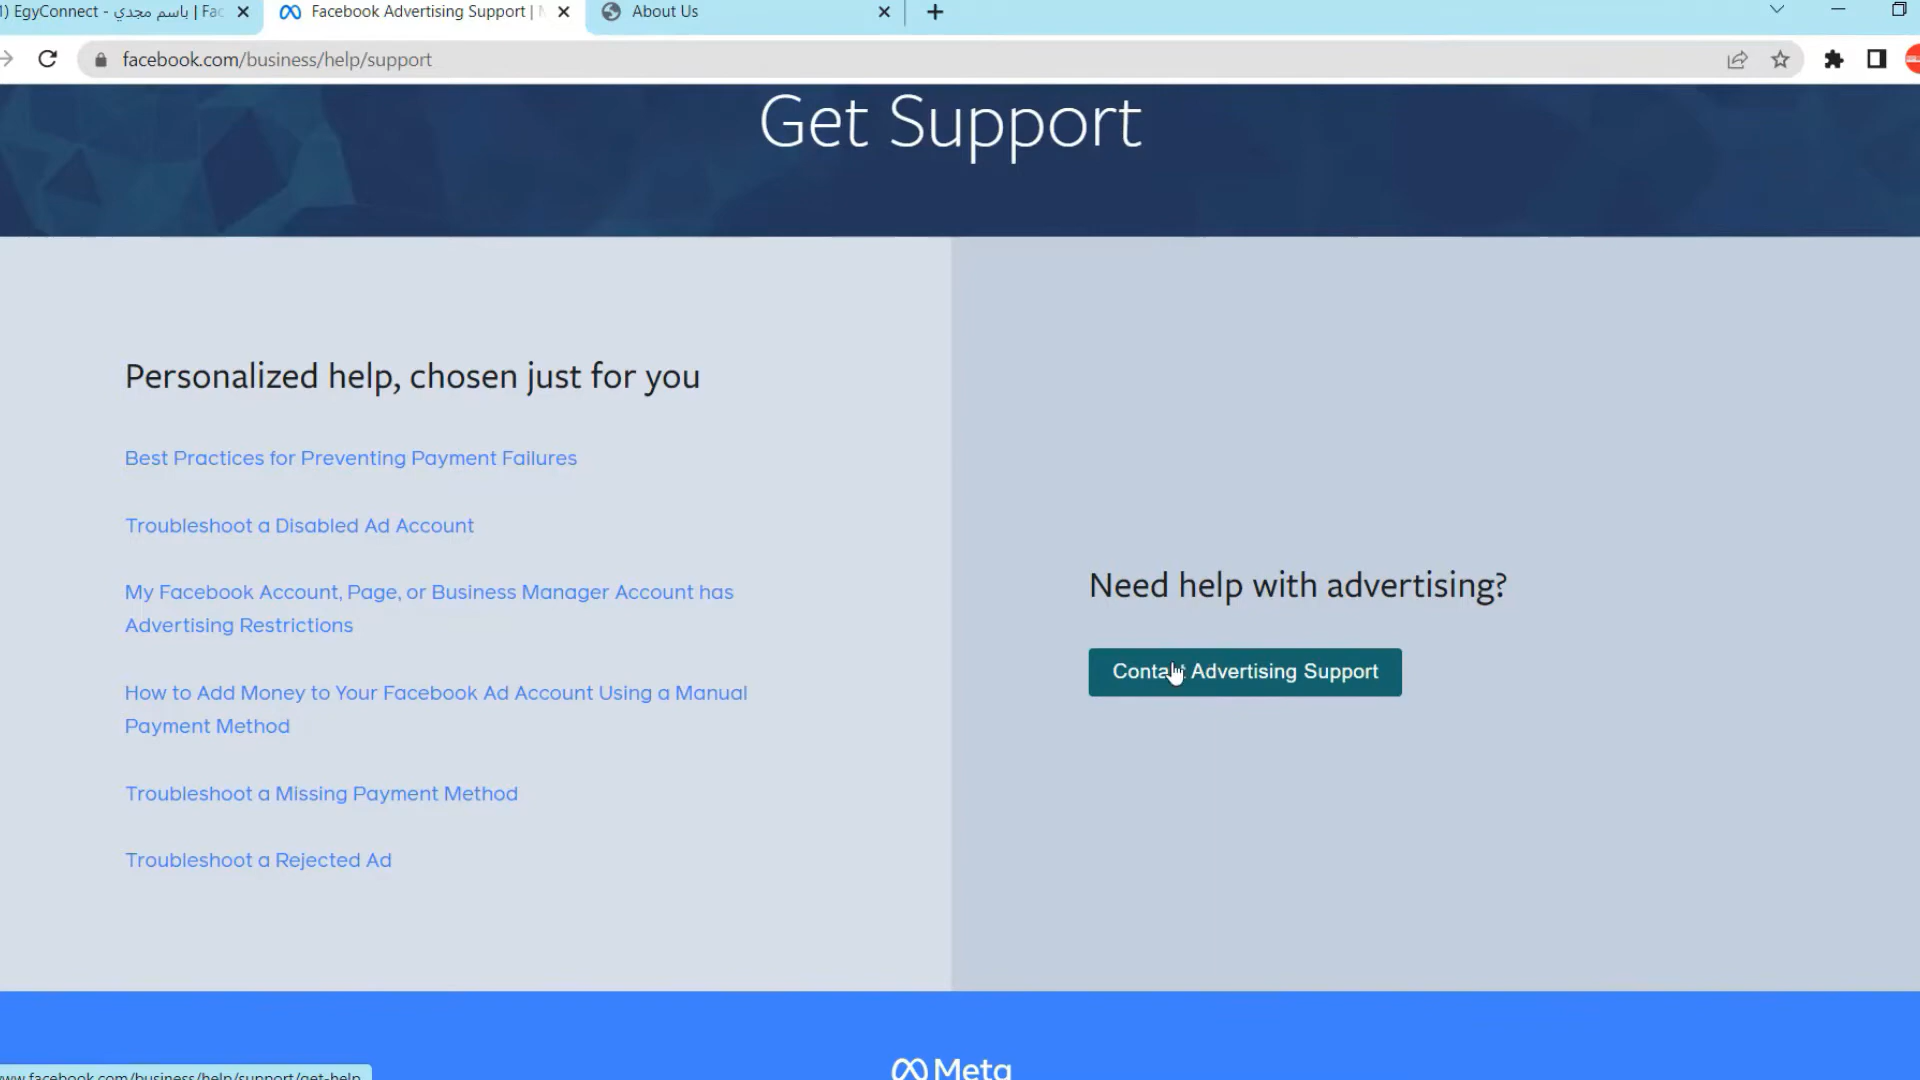 1) EgyConnect - باسم مجدي | Fac
Facebook Advertising Support |
About Us
facebook.com/business/help/support
Get Support
Personalized help, chosen just for you
Best Practices for Preventing Payment Failures
Troubleshoot a Disabled Ad Account
My Facebook Account, Page, or Business Manager Account has
Advertising Restrictions
How to Add Money to Your Facebook Ad Account Using a Manual
Payment Method
Troubleshoot a Missing Payment Method
Troubleshoot a Rejected Ad
Need help with advertising?
Contact Advertising Support
Meta
www.facebook.com/business/help/support/get-help